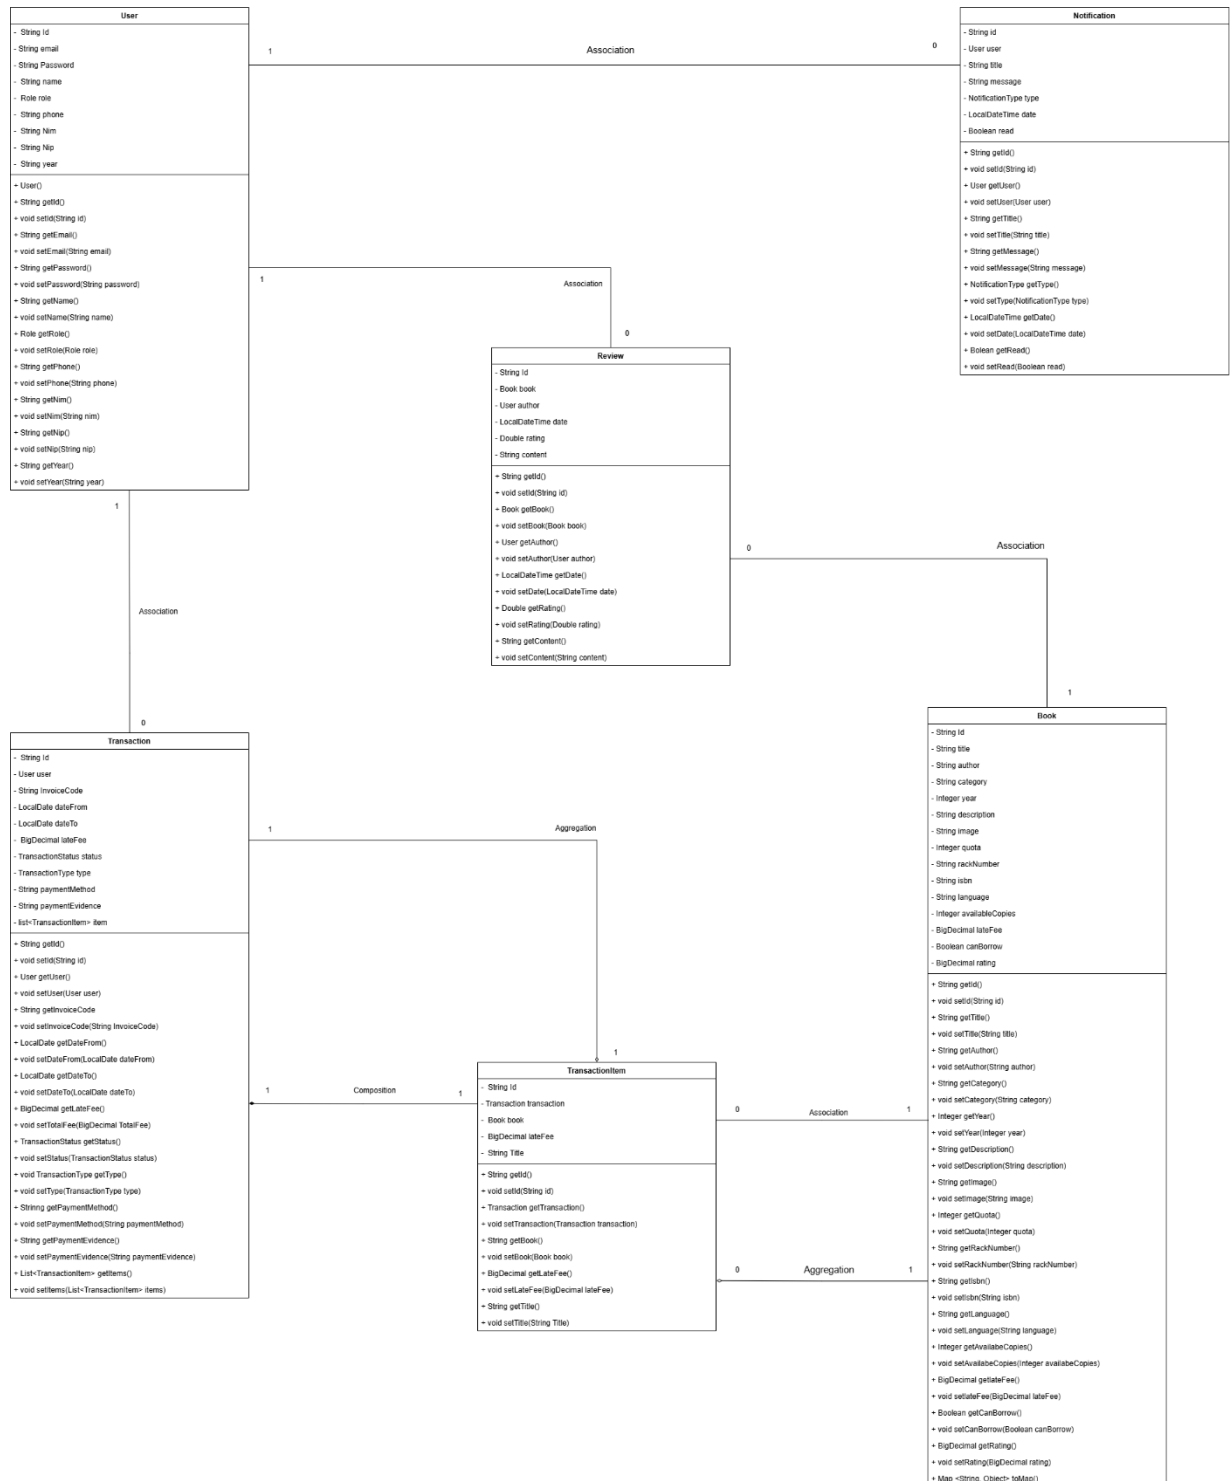 User
- String Id
- String email
- String Password
- String name
- Role role
- String phone
- String Nim
- String Nip
- String year
+ User()
+ String getId()
+ void setId(String id)
+ String getEmail()
+ void setEmail(String email)
+ String getPassword()
+ void setPassword(String password)
+ String getName()
+ void setName(String name)
+ Role getRole()
+ void setRole(Role role)
+ String getPhone()
+ void setPhone(String phone)
+ String getNim()
+ void setNim(String nim)
+ String getNip()
+ void setNip(String nip)
+ String getYear()
+ void setYear(String year)
1
Association
0
Notification
- String id
- User user
- String title
- String message
- NotificationType type
- LocalDateTime date
- Boolean read
+ String getId()
+ void setId(String id)
+ User getUser()
+ void setUser(User user)
+ String getTitle()
+ void setTitle(String title)
+ String getMessage()
+ void setMessage(String message)
+ NotificationType getType()
+ void setType(NotificationType type)
+ LocalDateTime getDate()
+ void setDate(LocalDateTime date)
+ Bolean getRead()
+ void setRead(Boolean read)
1
Association
0
Review
- String Id
- Book book
- User author
- LocalDateTime date
- Double rating
- String content
+ String getId()
+ void setId(String id)
+ Book getBook()
+ void setBook(Book book)
+ User getAuthor()
+ void setAuthor(User author)
+ LocalDateTime getDate()
+ void setDate(LocalDateTime date)
+ Double getRating()
+ void setRating(Double rating)
+ String getContent()
+ void setContent(String content)
0
Association
1
1
Association
0
Transaction
- String Id
- User user
- String InvoiceCode
- LocalDate dateFrom
- LocalDate dateTo
- BigDecimal lateFee
- TransactionStatus status
- TransactionType type
- String paymentMethod
- String paymentEvidence
- list<TransactionItem> item
+ String getId()
+ void setId(String id)
+ User getUser()
+ void setUser(User user)
+ String getInvoiceCode
+ void setInvoiceCode(String InvoiceCode)
+ LocalDate getDateFrom()
+ void setDateFrom(LocalDate dateFrom)
+ LocalDate getDateTo()
+ void setDateTo(LocalDate dateTo)
+ BigDecimal getLateFee()
+ void setTotalFee(BigDecimal TotalFee)
+ TransactionStatus getStatus()
+ void setStatus(TransactionStatus status)
+ void TransactionType getType()
+ void setType(TransactionType type)
+ Strinng getPaymentMethod()
+ void setPaymentMethod(String paymentMethod)
+ String getPaymentEvidence()
+ void setPaymentEvidence(String paymentEvidence)
+ List<TransactionItem> getItems()
+ void setItems(List<TransactionItem> items)
1
Aggregation
1
1
Composition
1
TransactionItem
- String Id
- Transaction transaction
- Book book
- BigDecimal lateFee
- String Title
+ String getId()
+ void setId(String id)
+ Transaction getTransaction()
+ void setTransaction(Transaction transaction)
+ String getBook()
+ void setBook(Book book)
+ BigDecimal getLateFee()
+ void setLateFee(BigDecimal lateFee)
+ String getTitle()
+ void setTitle(String Title)
0
Association
1
0
Aggregation
1
Book
- String Id
- String title
- String author
- String category
- Integer year
- String description
- String image
- Integer quota
- String rackNumber
- String isbn
- String language
- Integer availableCopies
- BigDecimal lateFee
- Boolean canBorrow
- BigDecimal rating
+ String getId()
+ void setId(String id)
+ String getTitle()
+ void setTitle(String title)
+ String getAuthor()
+ void setAuthor(String author)
+ String getCategory()
+ void setCategory(String category)
+ Integer getYear()
+ void setYear(Integer year)
+ String getDescription()
+ void setDescription(String description)
+ String getImage()
+ void setImage(String image)
+ Integer getQuota()
+ void setQuota(Integer quota)
+ String getRackNumber()
+ void setRackNumber(String rackNumber)
+ String getIsbn()
+ void setIsbn(String isbn)
+ String getLanguage()
+ void setLanguage(String language)
+ Integer getAvailabeCopies()
+ void setAvailabeCopies(Integer availabeCopies)
+ BigDecimal getlateFee()
+ void setlateFee(BigDecimal lateFee)
+ Boolean getCanBorrow()
+ void setCanBorrow(Boolean canBorrow)
+ BigDecimal getRating()
+ void setRating(BigDecimal rating)
+ Map <String, Object> toMap()